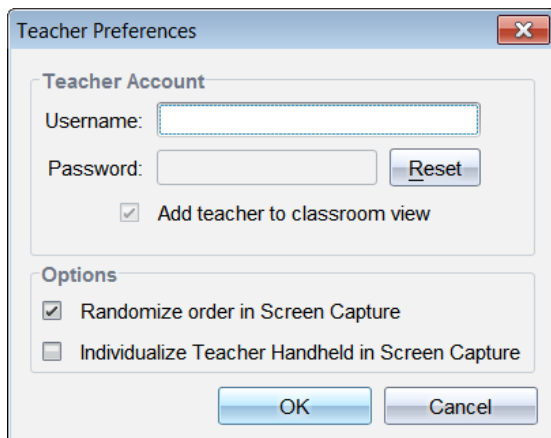 Teacher Preferences
Teacher Account
Username:
Password: Reset
Add teacher to classroom view
Options
Randomize order in Screen Capture
Individualize Teacher Handheld in Screen Capture
OK Cancel